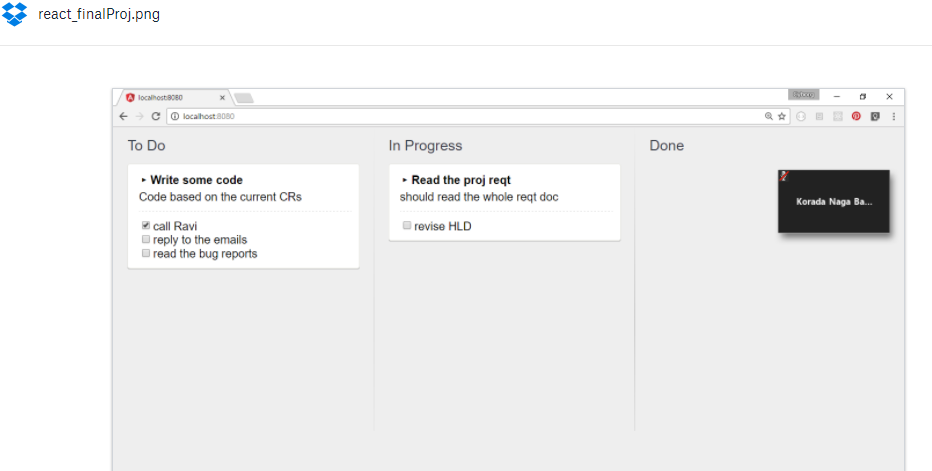 react_finalProj.png
localhost:8080
localhost:8080
To Do
Write some code
Code based on the current CRs
call Ravi
reply to the emails
read the bug reports
In Progress
Read the proj reqt
should read the whole reqt doc
revise HLD
Done
Korada Naga Ba...